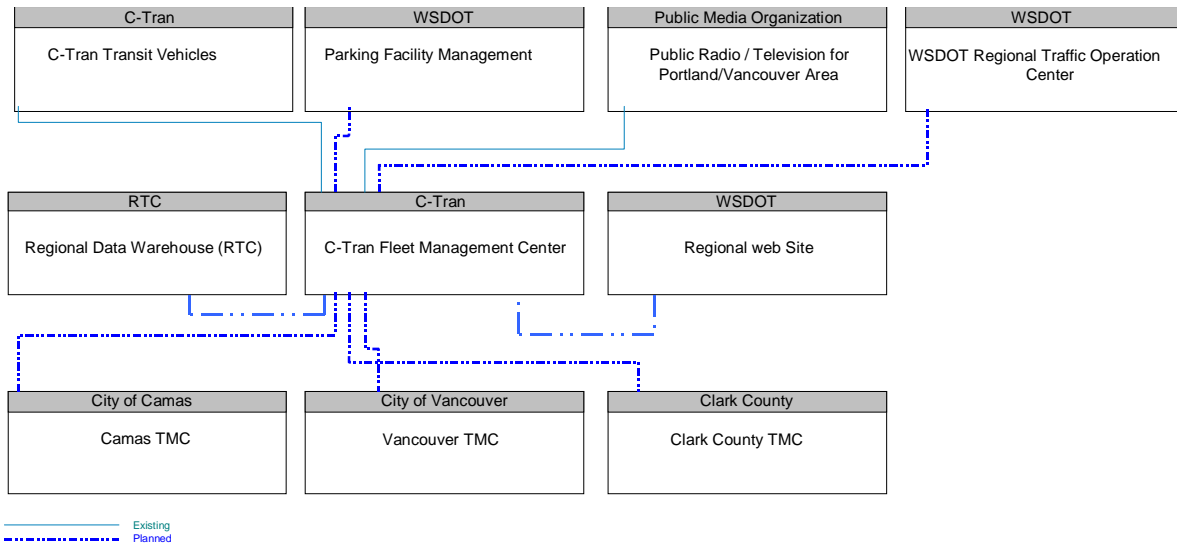 C-Tran
C-Tran Transit Vehicles
WSDOT
Parking Facility Management
Public Media Organization
Public Radio / Television for
Portland/Vancouver Area
WSDOT
WSDOT Regional Traffic Operation
Center
RTC
Regional Data Warehouse (RTC)
C-Tran
C-Tran Fleet Management Center
WSDOT
Regional web Site
City of Camas
Camas TMC
City of Vancouver
Vancouver TMC
Clark County
Clark County TMC
Existing
Planned